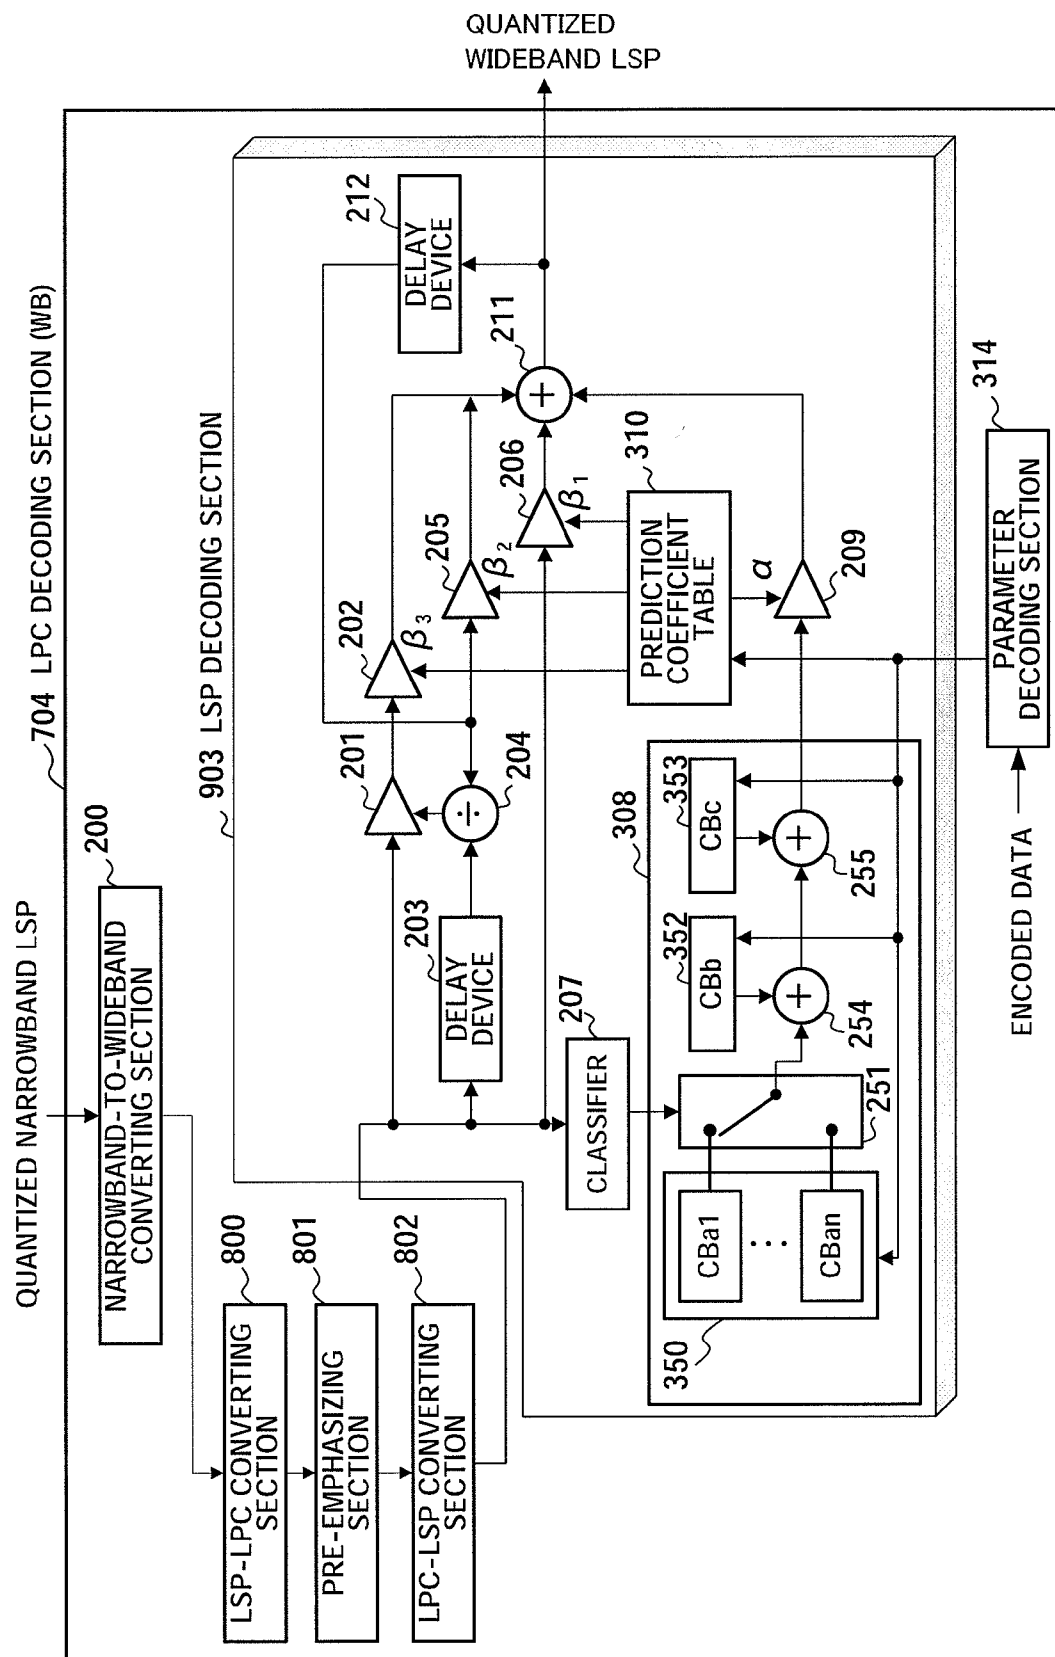 QUANTIZED
WIDEBAND LSP
704 LPC DECODING SECTION (WB)
QUANTIZED NARROWBAND LSP
200
NARROWBAND-TO-WIDEBAND
CONVERTING SECTION
800
LSP-LPC CONVERTING
SECTION
801
PRE-EMPHASIZING
SECTION
802
LPC-LSP CONVERTING
SECTION
903 LSP DECODING SECTION
212
DELAY
DEVICE
211
+
201
202
β3
203
DELAY
DEVICE
204
÷
205
β2
206
β1
310
PREDICTION
COEFFICIENT
TABLE
α
209
207
CLASSIFIER
308
350
CBa1
...
CBan
251
352
CBb
+
254
353
CBc
+
255
314
PARAMETER
DECODING SECTION
ENCODED DATA